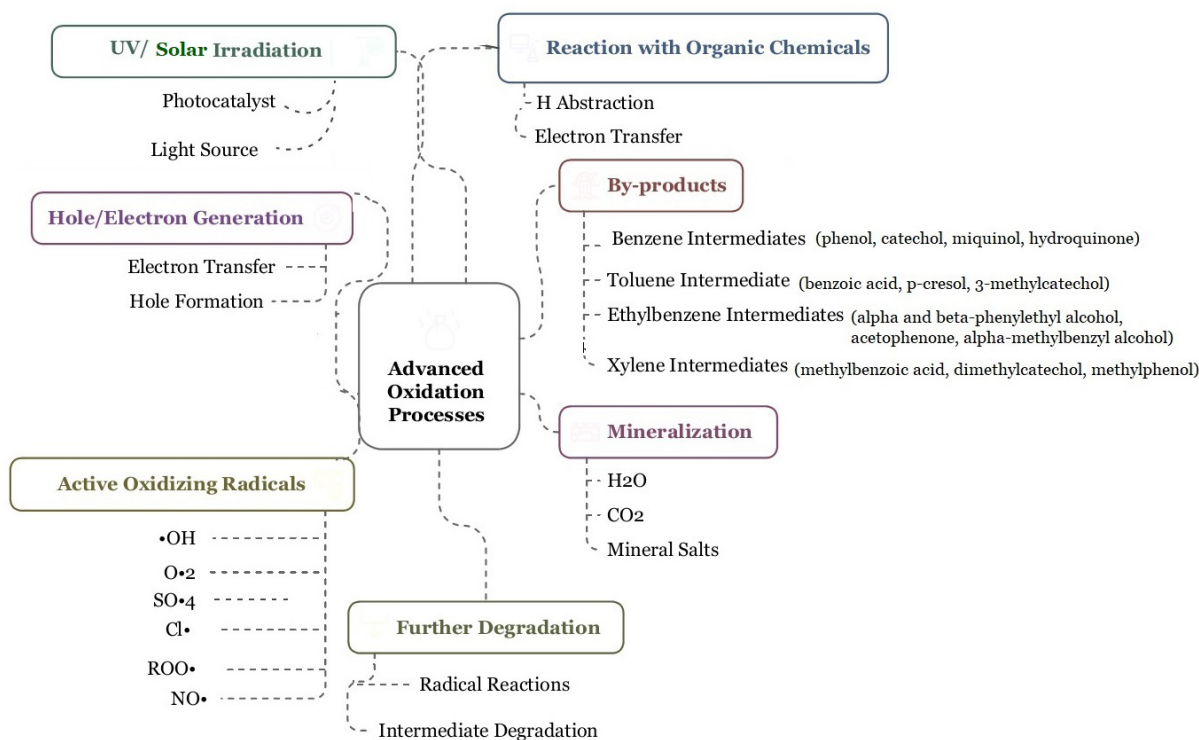 UV/ Solar Irradiation
Photocatalyst
Light Source
Hole/Electron Generation
Electron Transfer
Hole Formation
Active Oxidizing Radicals
•OH
O•2
SO•4
Cl•
ROO•
NO•
Advanced
Oxidation
Processes
Reaction with Organic Chemicals
H Abstraction
Electron Transfer
By-products
Benzene Intermediates (phenol, catechol, miquinol, hydroquinone)
Toluene Intermediate (benzoic acid, p-cresol, 3-methylcatechol)
Ethylbenzene Intermediates (alpha and beta-phenylethyl alcohol,
acetophenone, alpha-methylbenzyl alcohol)
Xylene Intermediates (methylbenzoic acid, dimethylcatechol, methylphenol)
Mineralization
H2O
CO2
Mineral Salts
Further Degradation
Radical Reactions
Intermediate Degradation